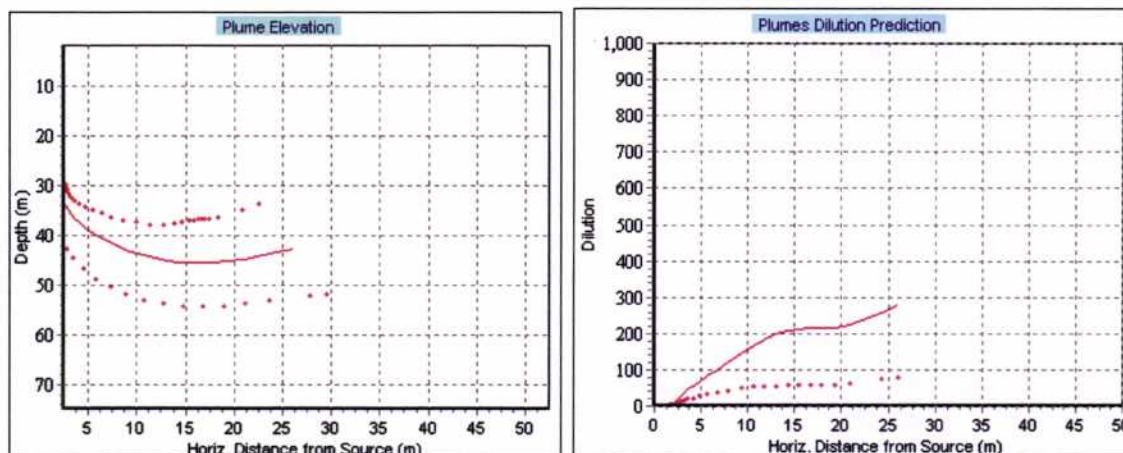 Plume Elevation
Depth (m)
10
20
30
40
50
60
70
5 10 15 20 25 30 35 40 45 50
Horiz. Distance from Source (m)
Plumes Dilution Prediction
Dilution
1,000
900
800
700
600
500
400
300
200
100
0
0 5 10 15 20 25 30 35 40 45 50
Horiz. Distance from Source (m)